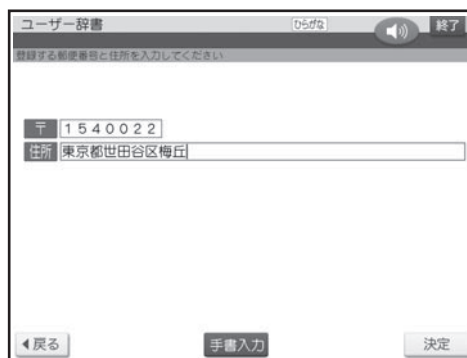 ユーザー辞書 ひらがな 終了
登録する郵便番号と住所を入力してください
〒 1540022
住所 東京都世田谷区梅丘
戻る 手書入力 決定